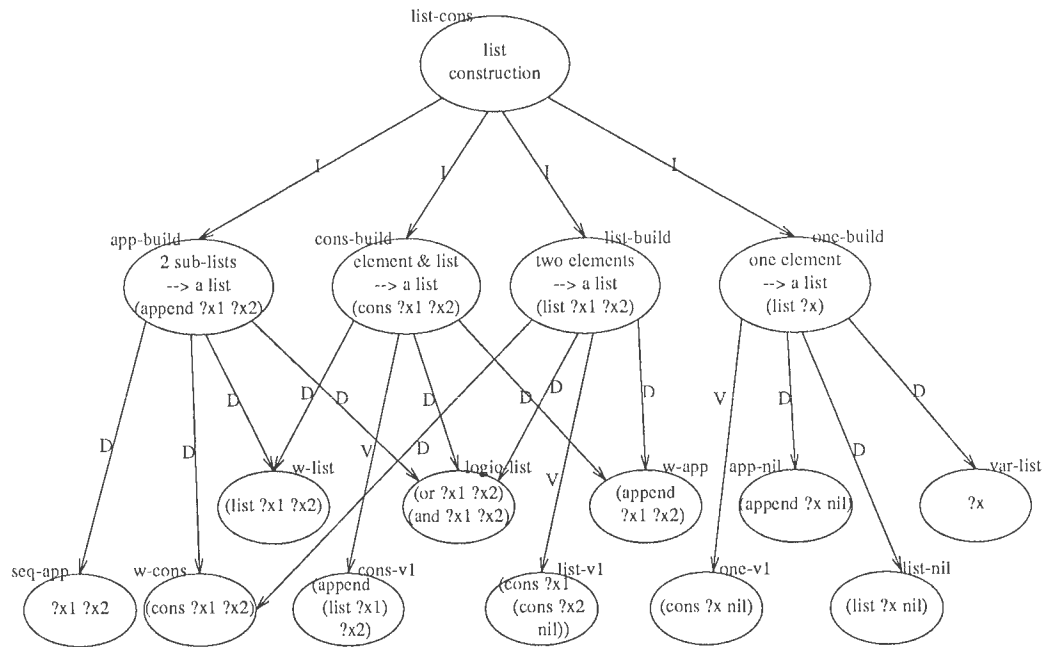 list-cons
list
construction
I
I
I
I
app-build
cons-build
list-build
one-build
2 sub-lists
--> a list
(append ?x1 ?x2)
element & list
--> a list
(cons ?x1 ?x2)
two elements
--> a list
(list ?x1 ?x2)
one element
--> a list
(list ?x)
D
D
D
D
D
V
D
D
D
D
V
D
V
D
D
D
w-list
(list ?x1 ?x2)
logic-list
(or ?x1 ?x2)
(and ?x1 ?x2)
w-app
(append
?x1 ?x2)
app-nil
(append ?x nil)
var-list
?x
seq-app
?x1 ?x2
w-cons
(cons ?x1 ?x2)
cons-v1
(append
(list ?x1)
?x2)
list-v1
(cons ?x1
(cons ?x2
nil))
one-v1
(cons ?x nil)
list-nil
(list ?x nil)